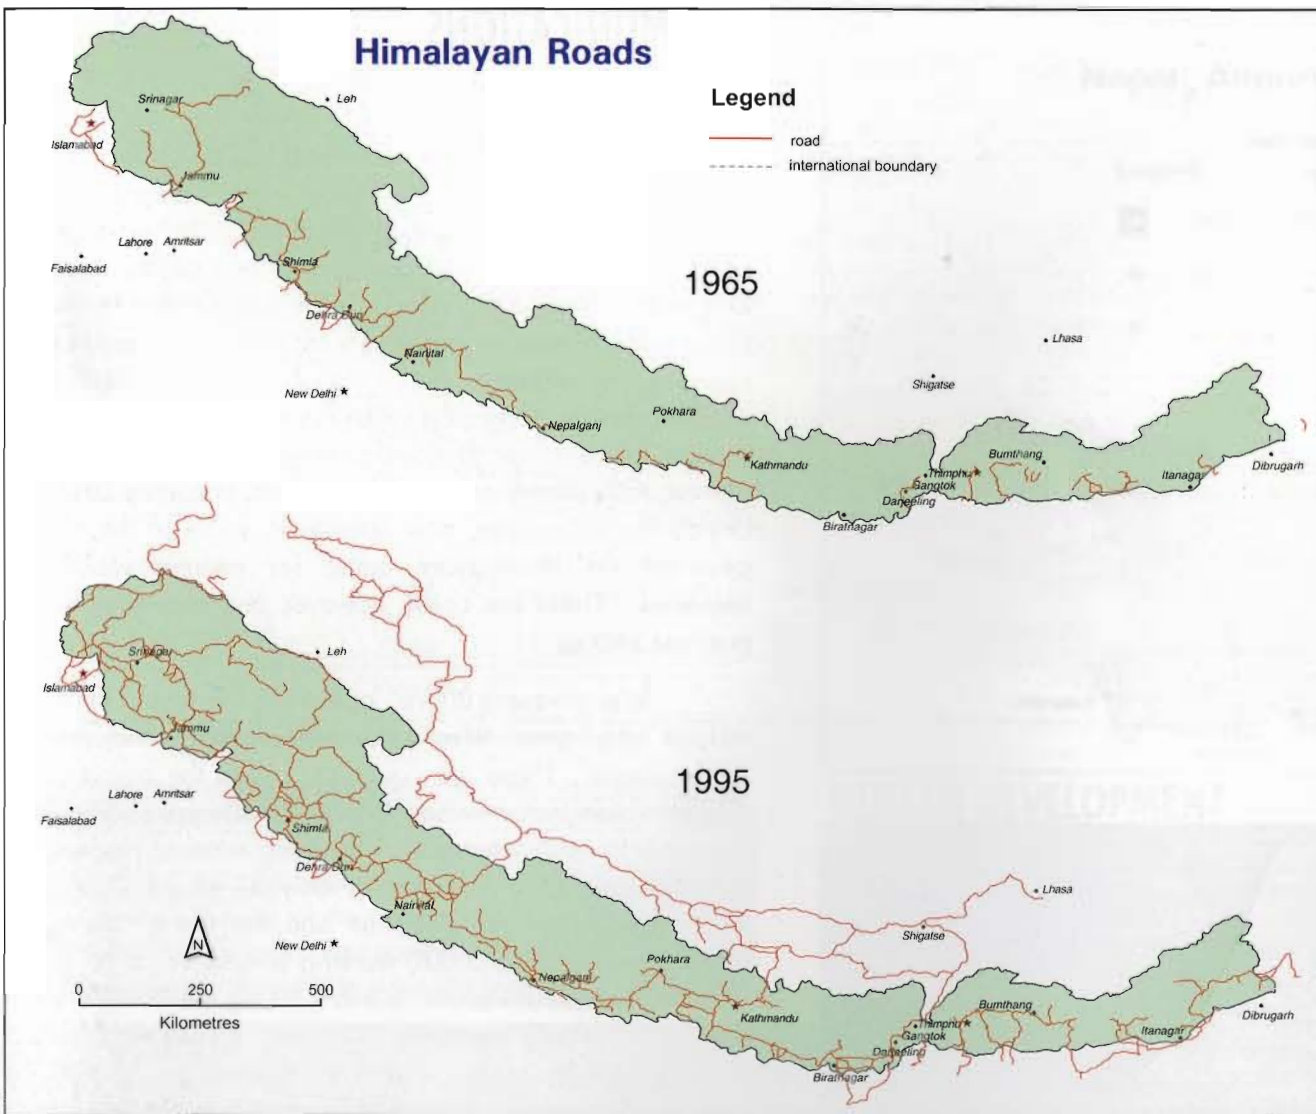 Himalayan Roads
Legend
road
international boundary
1965
Srinagar
Leh
Islamabad
Jammu
Lahore
Amritsar
Faisalabad
Shimla
Dehra Dun
Nainital
New Delhi
Nepalganj
Pokhara
Kathmandu
Biratnagar
Lhasa
Shigatse
Bumthang
Thimphu
Gangtok
Darjeeling
Itanagar
Dibrugarh
1995
Srinagar
Leh
Islamabad
Jammu
Lahore
Amritsar
Faisalabad
Shimla
Dehra Dun
Nainital
New Delhi
Nepalganj
Pokhara
Kathmandu
Biratnagar
Lhasa
Shigatse
Bumthang
Thimphu
Gangtok
Darjeeling
Itanagar
Dibrugarh
N
0 250 500
Kilometres